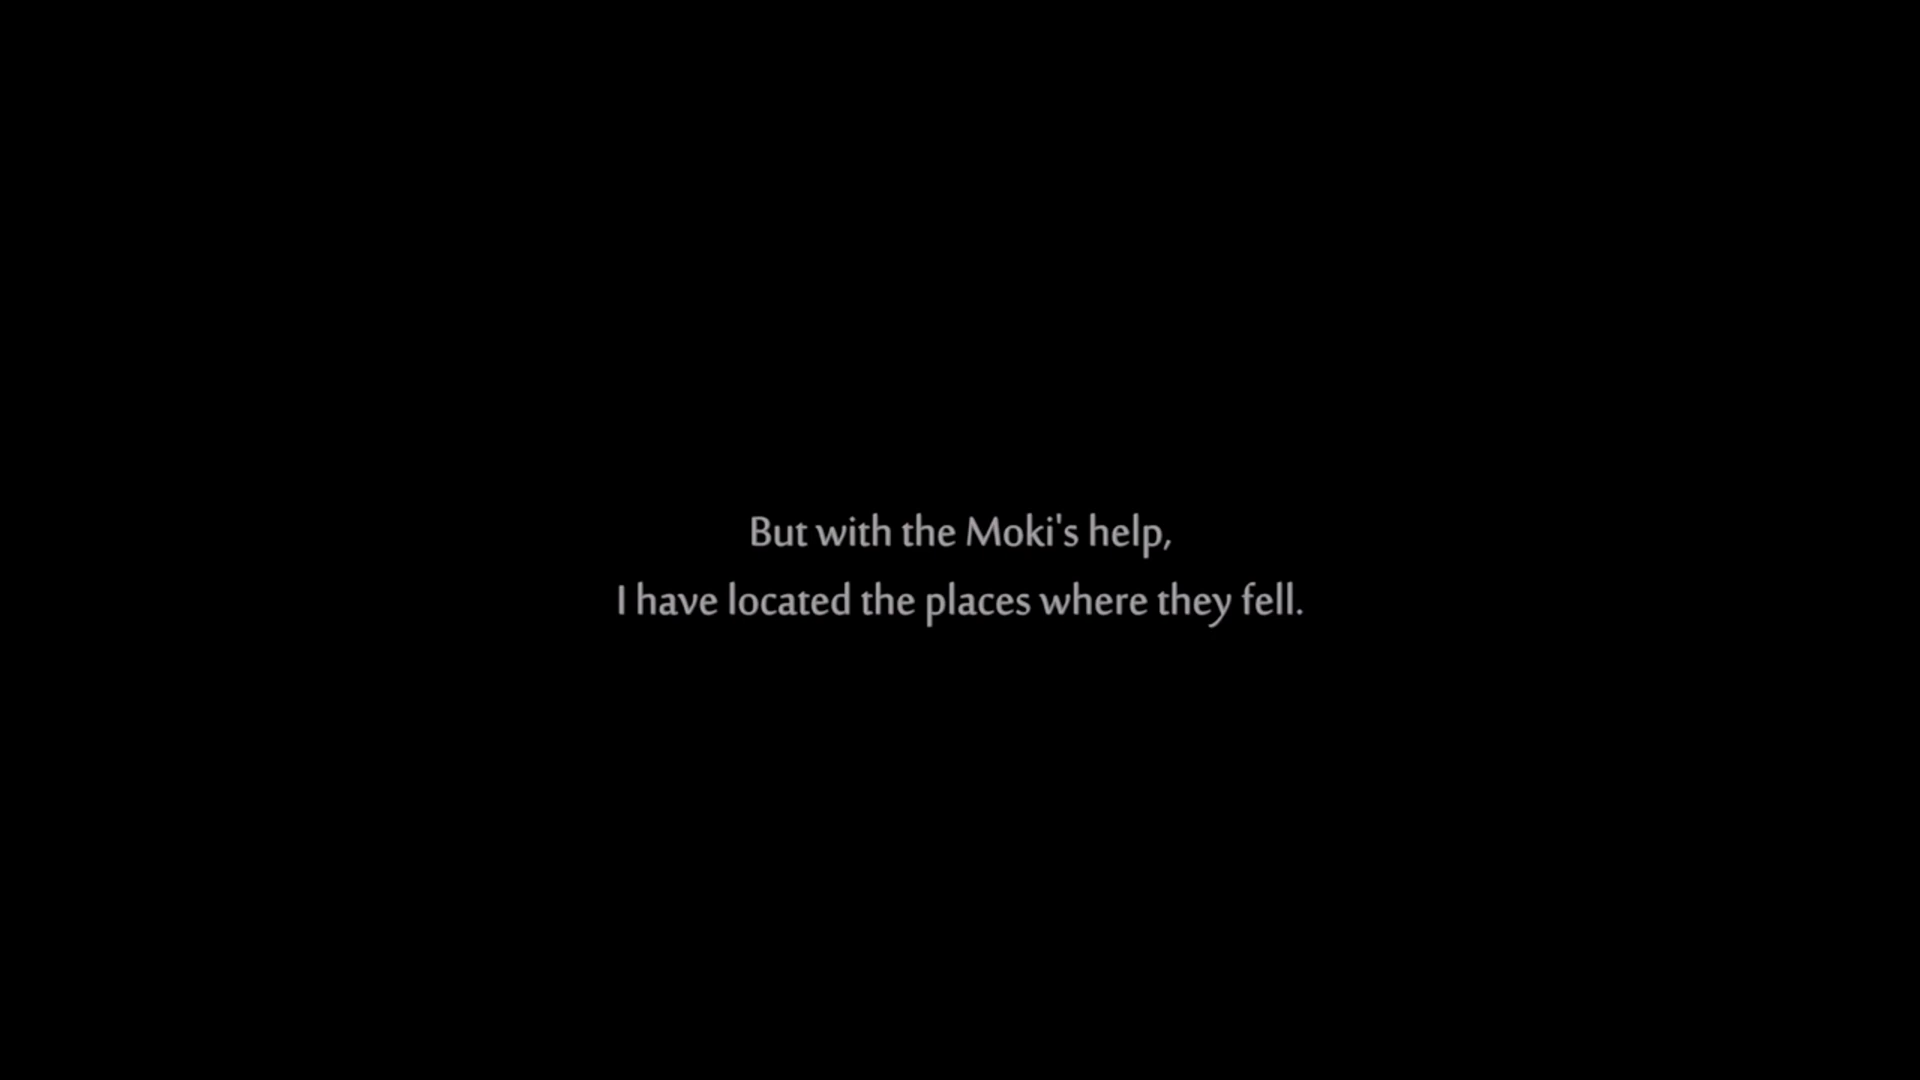 But with the Moki's help,
I have located the places where they fell.